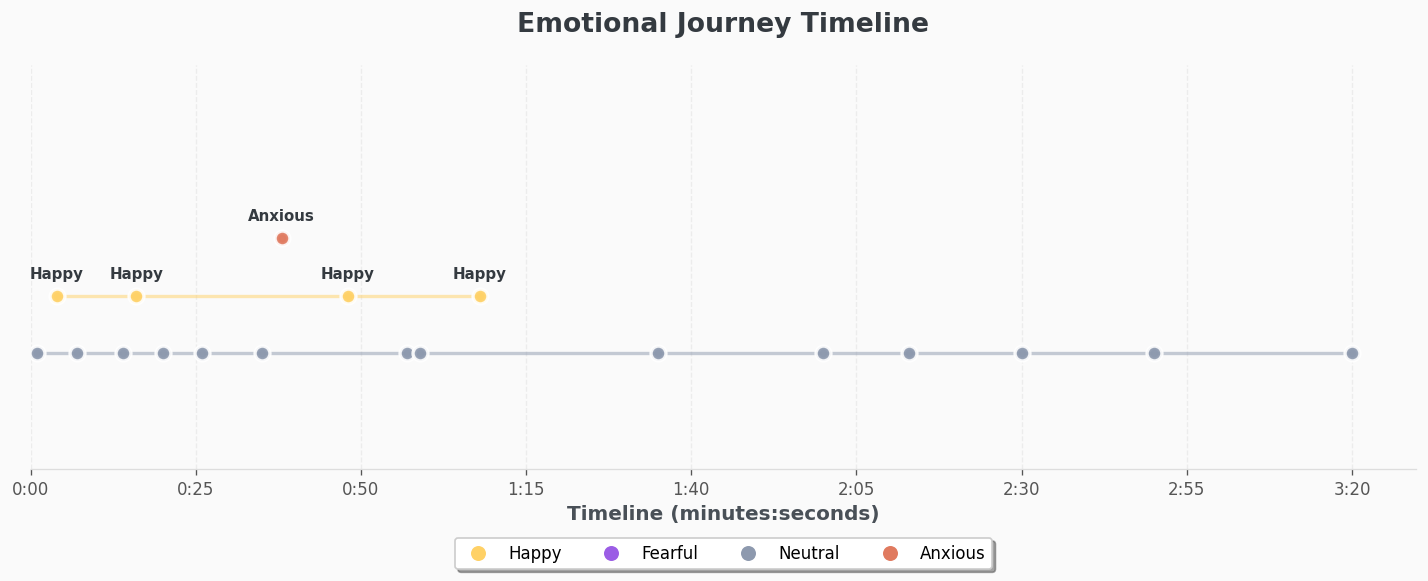 Emotional Journey Timeline
Anxious
Happy Happy Happy Happy
0:00 0:25 0:50 1:15 1:40 2:05 2:30 2:55 3:20
Timeline (minutes:seconds)
Happy Fearful Neutral Anxious